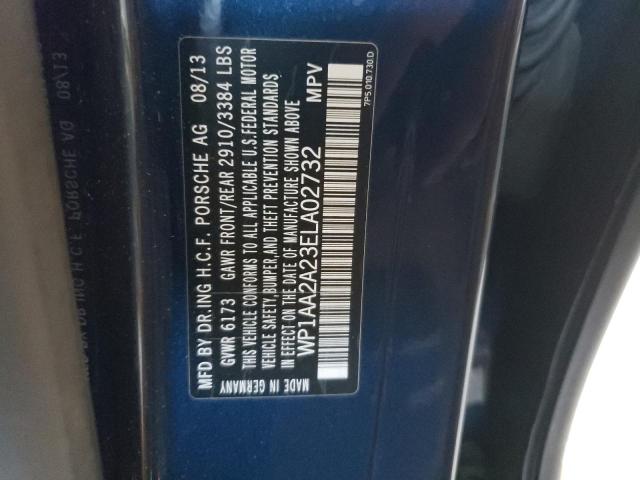 MFD BY DR.ING H.C.F. PORSCHE AG 08/13
GVWR 6173 GAWR FRONT/REAR 2910/3384 LBS
THIS VEHICLE CONFORMS TO ALL APPLICABLE U.S.FEDERAL MOTOR
VEHICLE SAFETY,BUMPER,AND THEFT PREVENTION STANDARDS
IN EFFECT ON THE DATE OF MANUFACTURE SHOWN ABOVE
WP1AA2A23ELA02732 MPV
MADE IN GERMANY
7P5.010.730.D